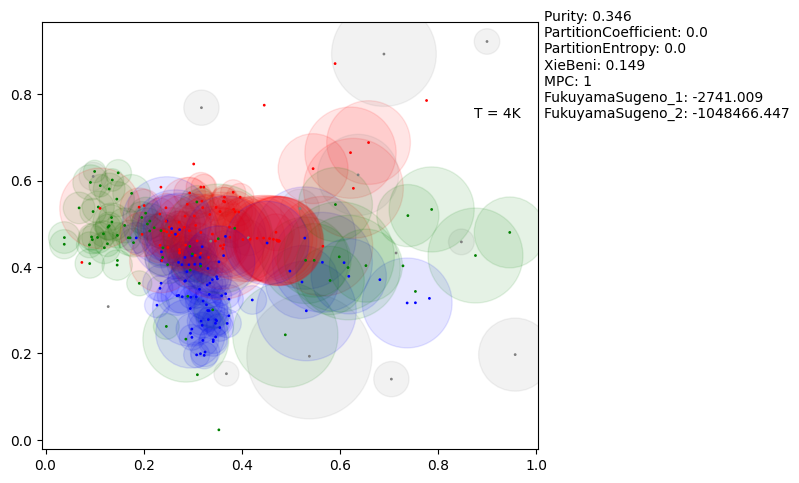 Purity: 0.346
PartitionCoefficient: 0.0
PartitionEntropy: 0.0
XieBeni: 0.149
MPC: 1
FukuyamaSugeno_1: -2741.009
FukuyamaSugeno_2: -1048466.447
T = 4K
0.8
0.6
0.4
0.2
0.0
0.0 0.2 0.4 0.6 0.8 1.0